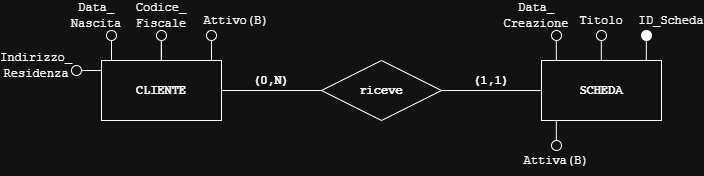 Data_
Nascita
Codice_
Fiscale
Attivo(B)
Data_
Creazione
Titolo
ID_Scheda
Indirizzo_
Residenza
CLIENTE
(0,N)
riceve
(1,1)
SCHEDA
Attiva(B)